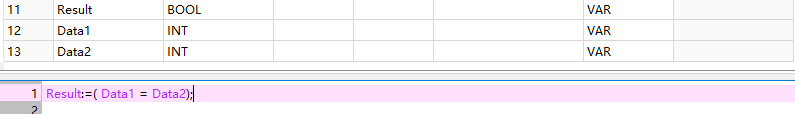 11 Result BOOL VAR
12 Data1 INT VAR
13 Data2 INT VAR
1 Result:=( Data1 = Data2);
2